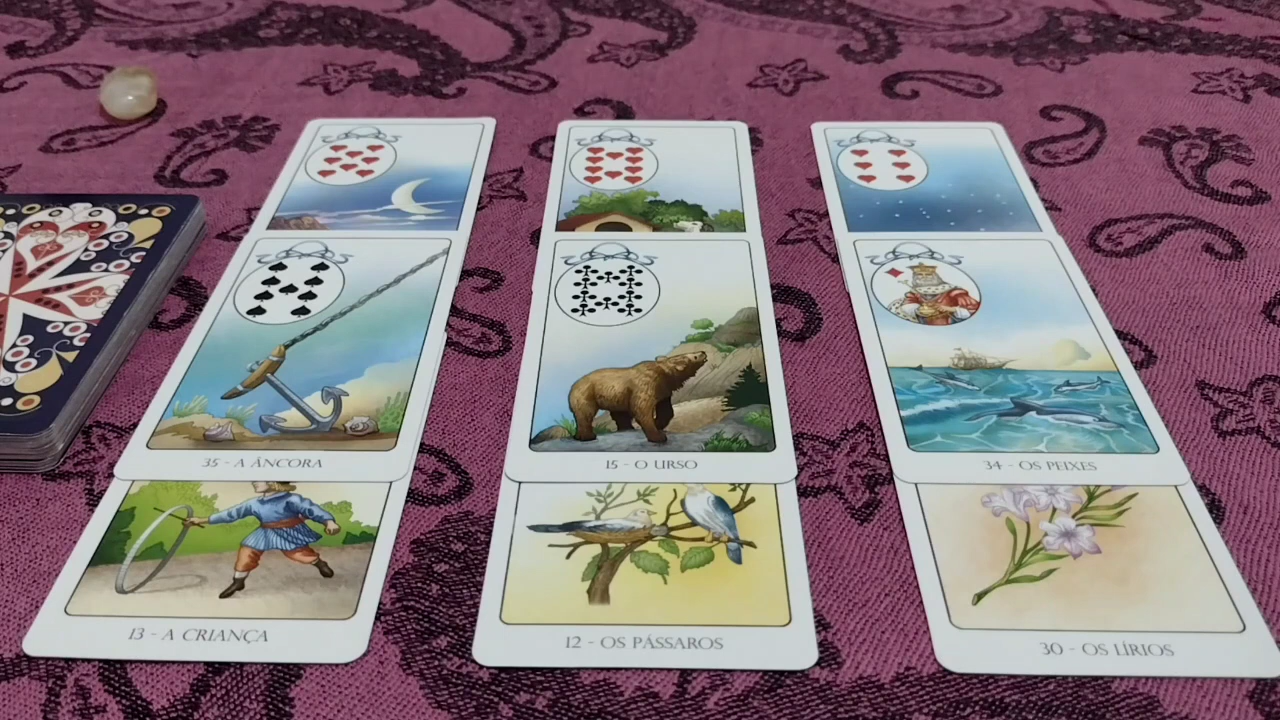 35 - A ÂNCORA
15 - O URSO
34 - OS PEIXES
13 - A CRIANÇA
12 - OS PÁSSAROS
30 - OS LÍRIOS